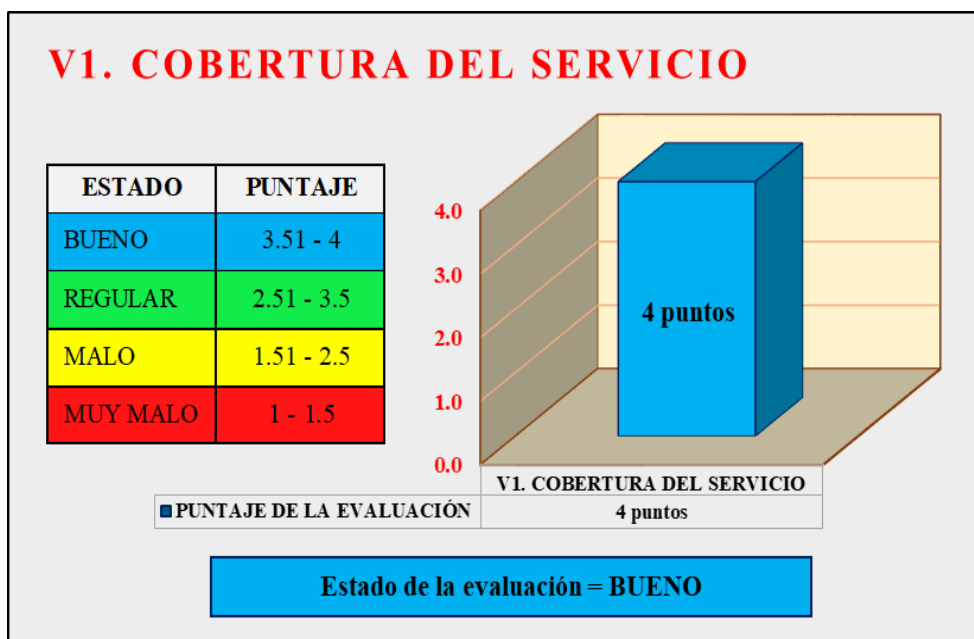 V1. COBERTURA DEL SERVICIO
ESTADO PUNTAJE
BUENO 3.51 - 4
REGULAR 2.51 - 3.5
MALO 1.51 - 2.5
MUY MALO 1 - 1.5
4.0
3.0
2.0
1.0
0.0
4 puntos
V1. COBERTURA DEL SERVICIO
PUNTAJE DE LA EVALUACIÓN 4 puntos
Estado de la evaluación = BUENO